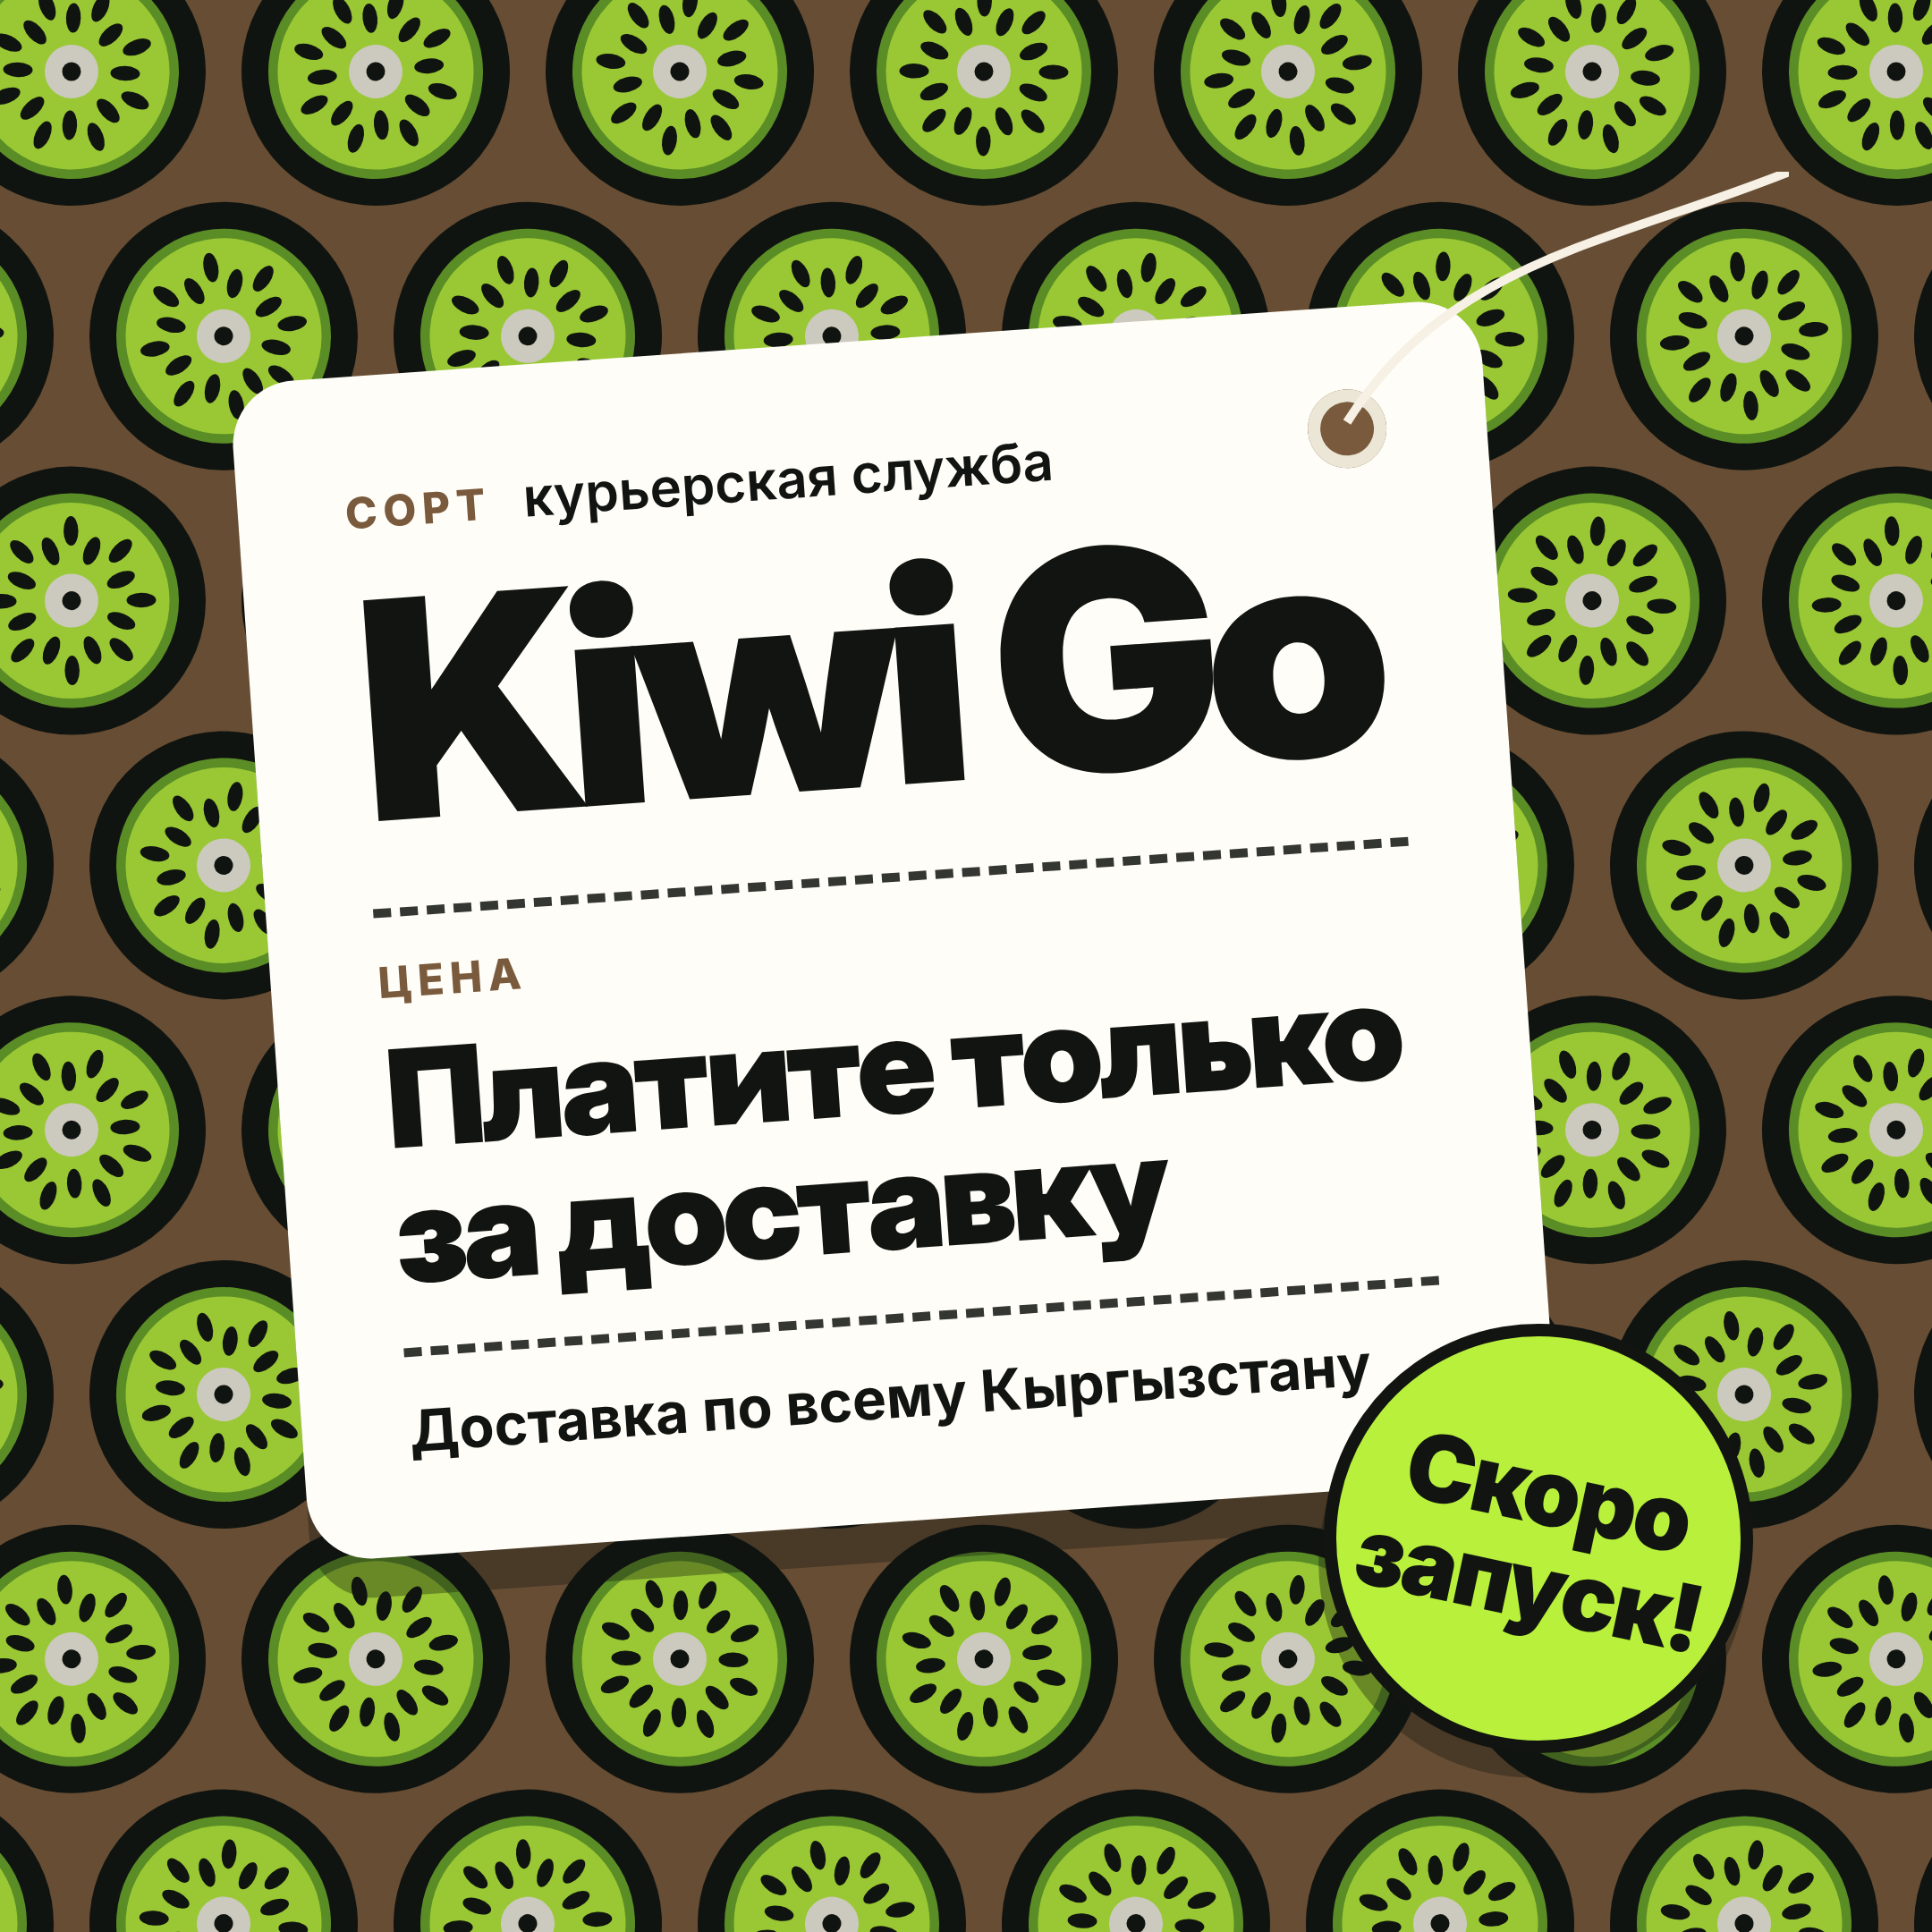 СОРТ курьерская служба
Kiwi Go
ЦЕНА
Платите только
за доставку
Доставка по всему Кыргызстану
Скоро
запуск!